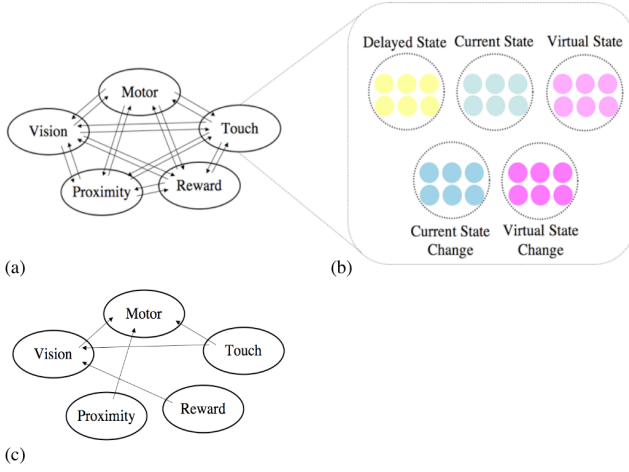 Motor
Vision
Touch
Proximity
Reward
(a)
Delayed State
Current State
Virtual State
Current State
Change
Virtual State
Change
(b)
Motor
Vision
Touch
Proximity
Reward
(c)